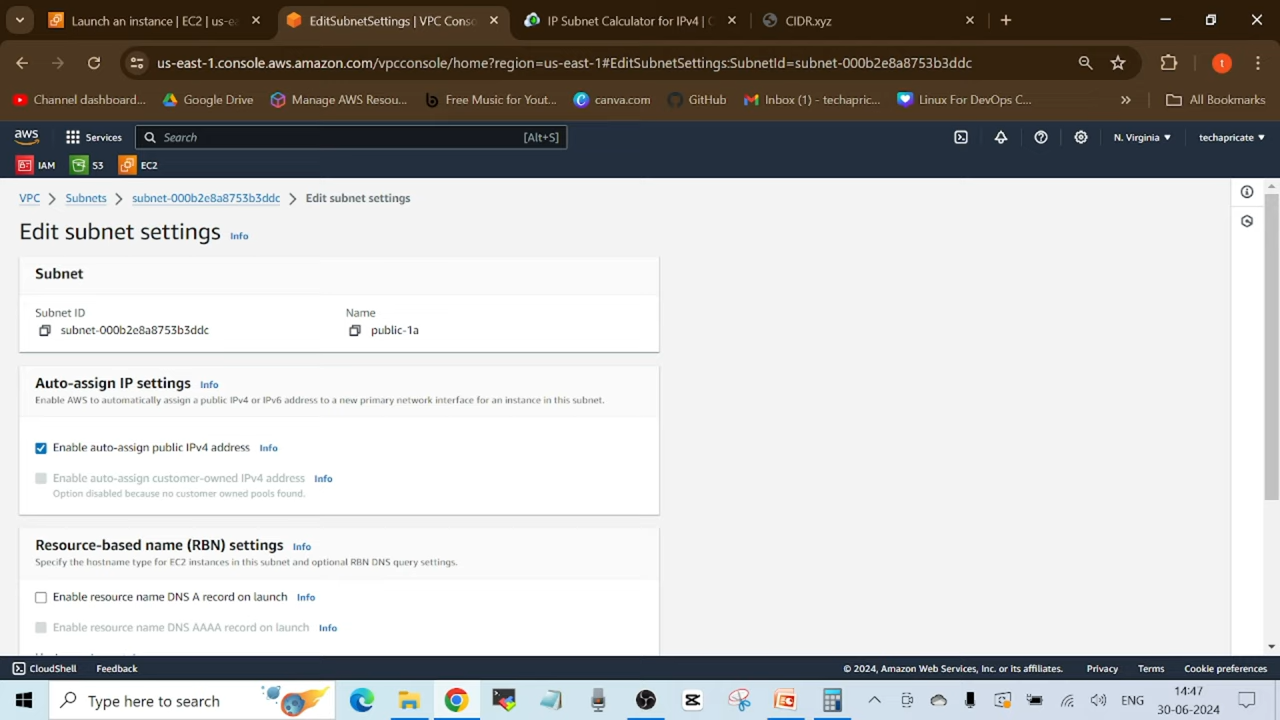 Launch an instance | EC2 | us-e
EditSubnetSettings | VPC Conso
IP Subnet Calculator for IPv4 | C
CIDR.xyz
us-east-1.console.aws.amazon.com/vpcconsole/home?region=us-east-1#EditSubnetSettings:SubnetId=subnet-000b2e8a8753b3ddc
t
Channel dashboard...
Google Drive
Manage AWS Resou...
Free Music for Yout...
canva.com
GitHub
Inbox (1) - techapric...
Linux For DevOps C...
All Bookmarks
aws
Services
Search
[Alt+S]
N. Virginia
techapricate
IAM
S3
EC2
VPC
Subnets
subnet-000b2e8a8753b3ddc
Edit subnet settings
Edit subnet settings Info
Subnet
Subnet ID
Name
subnet-000b2e8a8753b3ddc
public-1a
Auto-assign IP settings Info
Enable AWS to automatically assign a public IPv4 or IPv6 address to a new primary network interface for an instance in this subnet.
Enable auto-assign public IPv4 address Info
Enable auto-assign customer-owned IPv4 address Info
Option disabled because no customer owned pools found.
Resource-based name (RBN) settings Info
Specify the hostname type for EC2 instances in this subnet and optional RBN DNS query settings.
Enable resource name DNS A record on launch Info
Enable resource name DNS AAAA record on launch Info
CloudShell
Feedback
© 2024, Amazon Web Services, Inc. or its affiliates.
Privacy
Terms
Cookie preferences
Type here to search
ENG
14:47
30-06-2024